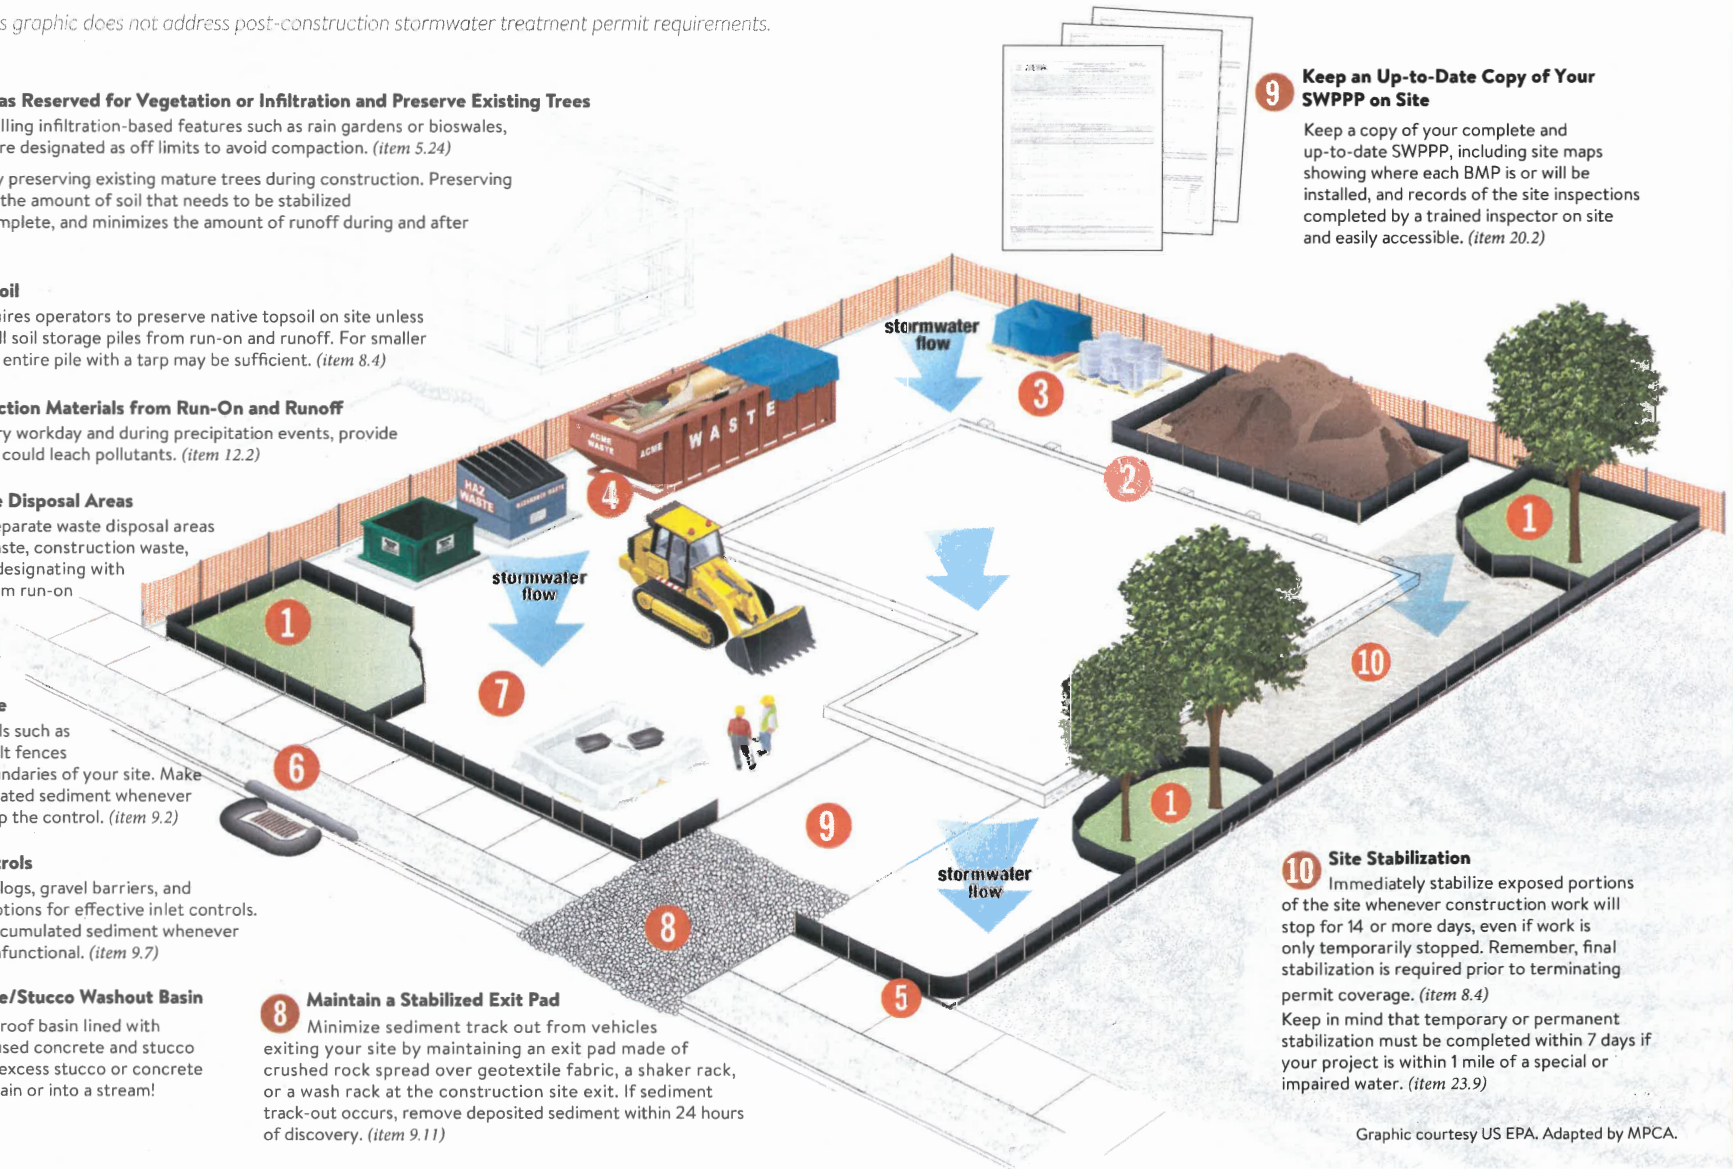 s graphic does not address post-construction stormwater treatment permit requirements.
as Reserved for Vegetation or Infiltration and Preserve Existing Trees
lling infiltration-based features such as rain gardens or bioswales,
re designated as off limits to avoid compaction. (item 5.24)
y preserving existing mature trees during construction. Preserving
the amount of soil that needs to be stabilized
mplete, and minimizes the amount of runoff during and after
oil
ires operators to preserve native topsoil on site unless
ll soil storage piles from run-on and runoff. For smaller
entire pile with a tarp may be sufficient. (item 8.4)
ction Materials from Run-On and Runoff
ry workday and during precipitation events, provide
could leach pollutants. (item 12.2)
e Disposal Areas
eparate waste disposal areas
ste, construction waste,
designating with
m run-on
e
ls such as
lt fences
ndaries of your site. Make
ated sediment whenever
p the control. (item 9.2)
rols
logs, gravel barriers, and
ptions for effective inlet controls.
cumulated sediment whenever
nfunctional. (item 9.7)
e/Stucco Washout Basin
roof basin lined with
used concrete and stucco
excess stucco or concrete
ain or into a stream!
8 Maintain a Stabilized Exit Pad
Minimize sediment track out from vehicles
exiting your site by maintaining an exit pad made of
crushed rock spread over geotextile fabric, a shaker rack,
or a wash rack at the construction site exit. If sediment
track-out occurs, remove deposited sediment within 24 hours
of discovery. (item 9.11)
9 Keep an Up-to-Date Copy of Your
SWPPP on Site
Keep a copy of your complete and
up-to-date SWPPP, including site maps
showing where each BMP is or will be
installed, and records of the site inspections
completed by a trained inspector on site
and easily accessible. (item 20.2)
stormwater
flow
3
ACME
WASTE
ACME
WASTE
4
HAZ
WASTE
HAZARDOUS WASTE
2
1
stormwater
flow
1
7
10
6
1
9
stormwater
flow
8
5
10 Site Stabilization
Immediately stabilize exposed portions
of the site whenever construction work will
stop for 14 or more days, even if work is
only temporarily stopped. Remember, final
stabilization is required prior to terminating
permit coverage. (item 8.4)
Keep in mind that temporary or permanent
stabilization must be completed within 7 days if
your project is within 1 mile of a special or
impaired water. (item 23.9)
Graphic courtesy US EPA. Adapted by MPCA.